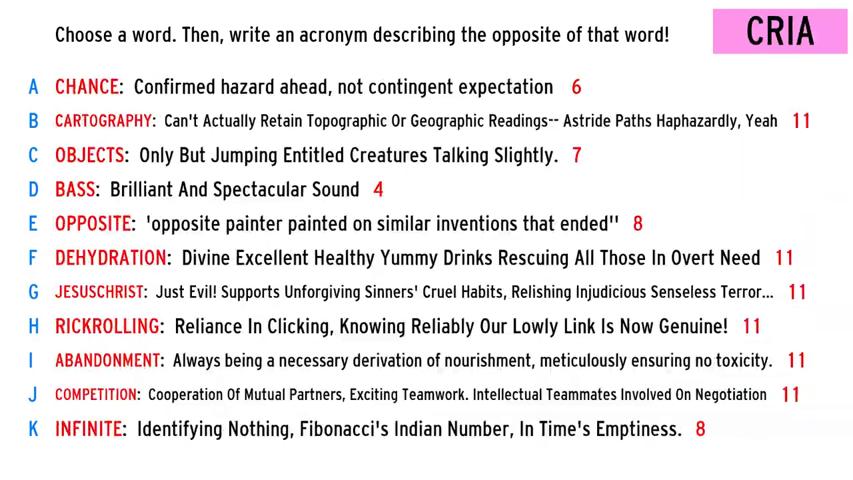 Choose a word. Then, write an acronym describing the opposite of that word!
CRIA
A CHANCE: Confirmed hazard ahead, not contingent expectation 6
B CARTOGRAPHY: Can't Actually Retain Topographic Or Geographic Readings-- Astride Paths Haphazardly, Yeah 11
C OBJECTS: Only But Jumping Entitled Creatures Talking Slightly. 7
D BASS: Brilliant And Spectacular Sound 4
E OPPOSITE: 'opposite painter painted on similar inventions that ended'' 8
F DEHYDRATION: Divine Excellent Healthy Yummy Drinks Rescuing All Those In Overt Need 11
G JESUSCHRIST: Just Evil! Supports Unforgiving Sinners' Cruel Habits, Relishing Injudicious Senseless Terror... 11
H RICKROLLING: Reliance In Clicking, Knowing Reliably Our Lowly Link Is Now Genuine! 11
I ABANDONMENT: Always being a necessary derivation of nourishment, meticulously ensuring no toxicity. 11
J COMPETITION: Cooperation Of Mutual Partners, Exciting Teamwork. Intellectual Teammates Involved On Negotiation 11
K INFINITE: Identifying Nothing, Fibonacci's Indian Number, In Time's Emptiness. 8